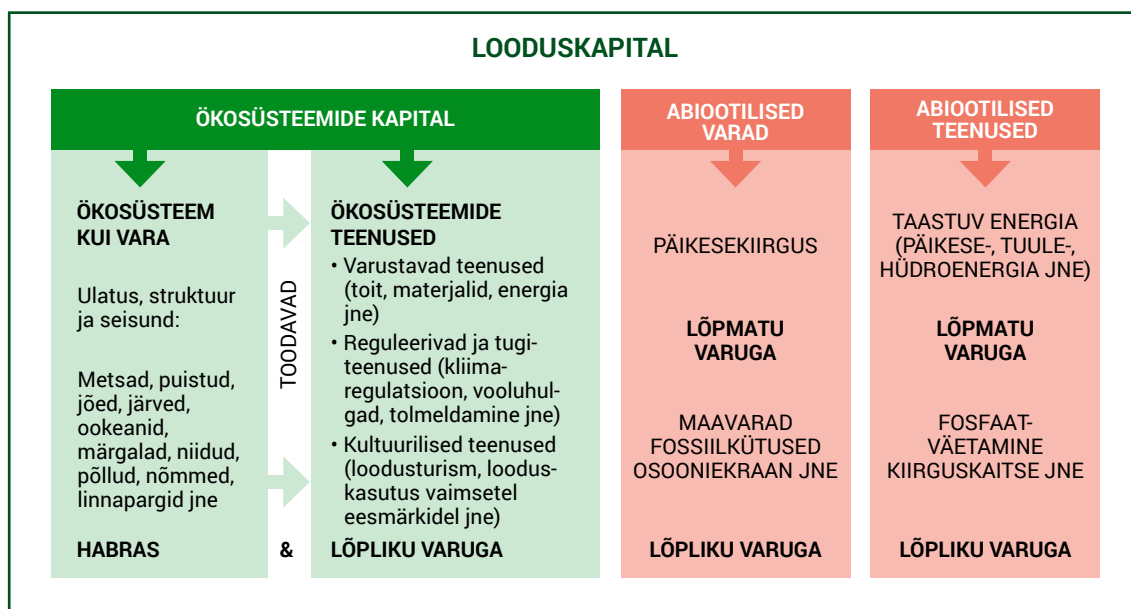 LOODUSKAPITAL
ÖKOSÜSTEEMIDE KAPITAL
ÖKOSÜSTEEM
KUI VARA
Ulatus, struktuur
ja seisund:
Metsad, puistud,
jõed, järved,
ookeanid,
märgalad, niidud,
põllud, nõmmed,
linnapargid jne
HABRAS
TOODAVAD
&
ÖKOSÜSTEEMIDE
TEENUSED
• Varustavad teenused
(toit, materjalid, energia
jne)
• Reguleerivad ja tugi-
teenused (kliima-
regulatsioon, vooluhul-
gad, tolmeldamine jne)
• Kultuurilised teenused
(loodusturism, loodus-
kasutus vaimsetel
eesmärkidel jne)
LÕPLIKU VARUGA
ABIOOTILISED
VARAD
PÄIKESEKIIRGUS
LÕPMATU
VARUGA
MAAVARAD
FOSSIILKÜTUSED
OSOONIEKRAAN JNE
LÕPLIKU VARUGA
ABIOOTILISED
TEENUSED
TAASTUV ENERGIA
(PÄIKESE-, TUULE-,
HÜDROENERGIA JNE)
LÕPMATU
VARUGA
FOSFAAT-
VÄETAMINE
KIIRGUSKAITSE JNE
LÕPLIKU VARUGA